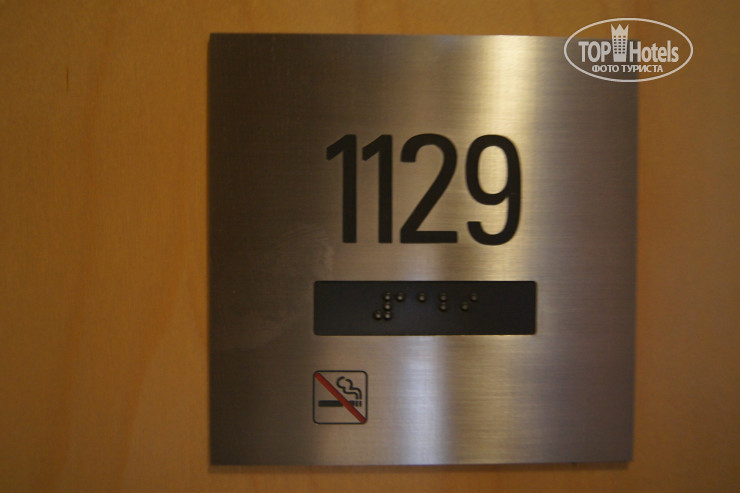 TOP Hotels
ФОТО ТУРИСТА
1129
⠼⠁⠁⠃⠊